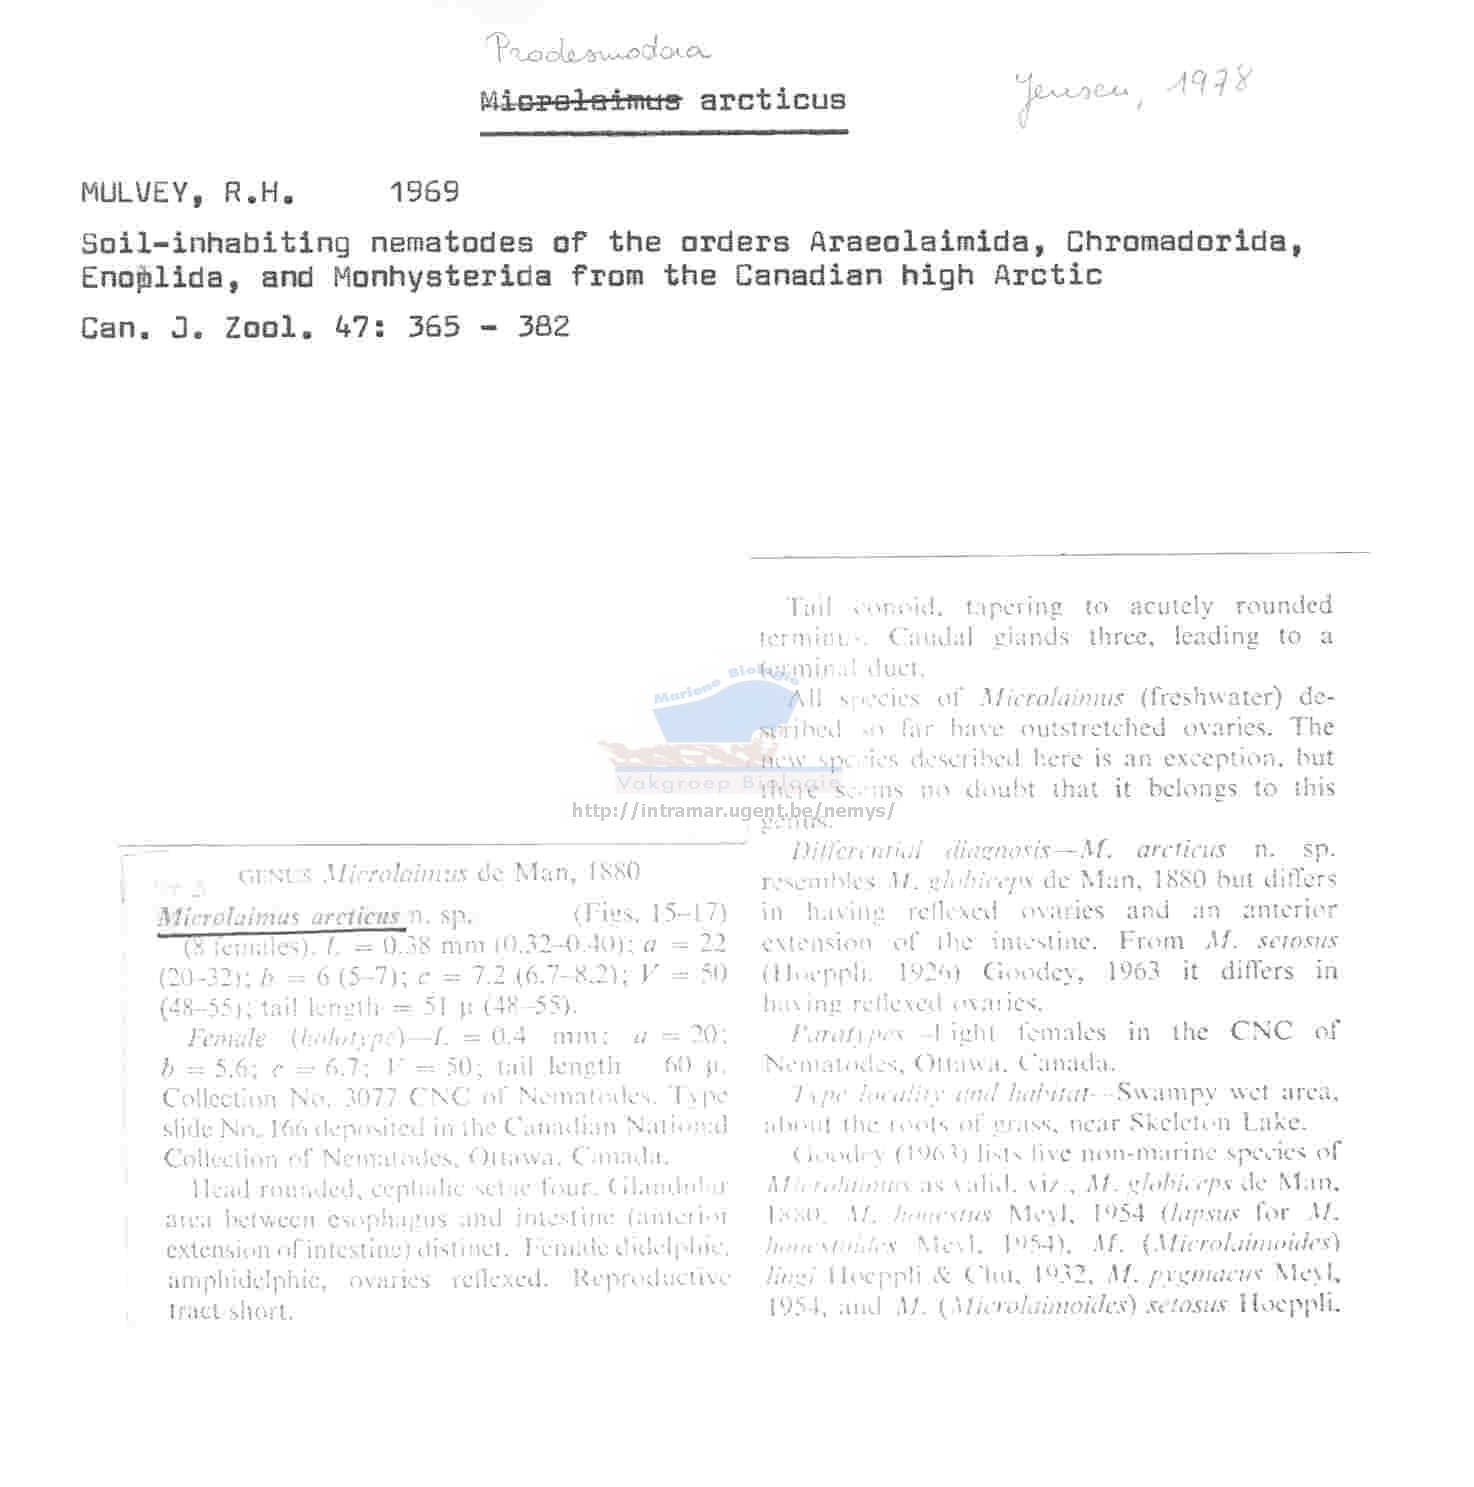 Prodesmodora
Microlaimus arcticus
Jensen, 1978
MULVEY, R.H. 1969
Soil-inhabiting nematodes of the orders Araeolaimida, Chromadorida,
Enoplida, and Monhysterida from the Canadian high Arctic
Can. J. Zool. 47: 365 - 382
GENUS Microlaimus de Man, 1880
Microlaimus arcticus n. sp. (Figs. 15–17)
(8 females). L = 0.38 mm (0.32–0.40); a = 22
(20–32); b = 6 (5–7); c = 7.2 (6.7–8.2); V = 50
(48–55); tail length = 51 µ (48–55).
Female (holotype)—L = 0.4 mm; a = 20;
b = 5.6; c = 6.7; V = 50; tail length 60 µ.
Collection No. 3077 CNC of Nematodes. Type
slide No. 166 deposited in the Canadian National
Collection of Nematodes, Ottawa, Canada.
Head rounded, cephalic setae four. Glandular
area between esophagus and intestine (anterior
extension of intestine) distinct. Female didelphic,
amphidelphic, ovaries reflexed. Reproductive
tract short.
Tail conoid, tapering to acutely rounded
terminus. Caudal glands three, leading to a
terminal duct.
All species of Microlaimus (freshwater) de-
scribed so far have outstretched ovaries. The
new species described here is an exception, but
there seems no doubt that it belongs to this
genus.
Differential diagnosis—M. arcticus n. sp.
resembles M. globiceps de Man, 1880 but differs
in having reflexed ovaries and an anterior
extension of the intestine. From M. setosus
(Hoeppli, 1926) Goodey, 1963 it differs in
having reflexed ovaries.
Paratypes—Eight females in the CNC of
Nematodes, Ottawa, Canada.
Type locality and habitat—Swampy wet area,
about the roots of grass, near Skeleton Lake.
Goodey (1963) lists five non-marine species of
Microlaimus as valid, viz., M. globiceps de Man,
1880, M. honestus Meyl, 1954 (lapsus for M.
honestoides Meyl, 1954), M. (Microlaimoides)
lingi Hoeppli & Chu, 1932, M. pygmaeus Meyl,
1954, and M. (Microlaimoides) setosus Hoeppli.
Mariene Biologie
Vakgroep Biologie
http://intramar.ugent.be/nemys/